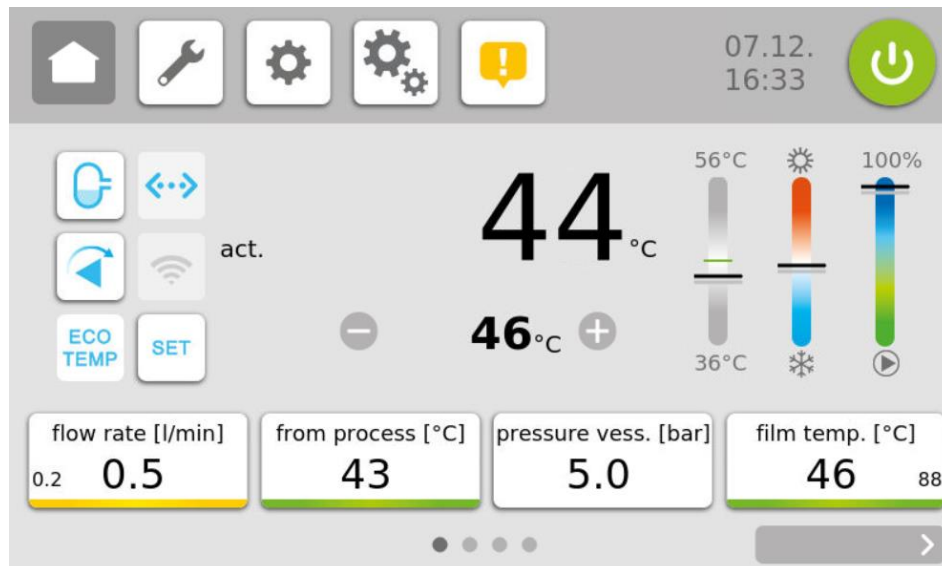 07.12.
16:33
56°C
100%
44 °C
act.
ECO
TEMP
SET
46 °C
36°C
flow rate [l/min]
0.2 0.5
from process [°C]
43
pressure vess. [bar]
5.0
film temp. [°C]
46 88